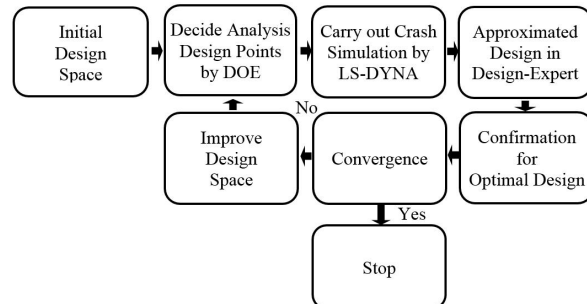 Initial
Design
Space
Decide Analysis
Design Points
by DOE
Carry out Crash
Simulation by
LS-DYNA
Approximated
Design in
Design-Expert
Confirmation
for
Optimal Design
Convergence
No
Improve
Design
Space
Yes
Stop